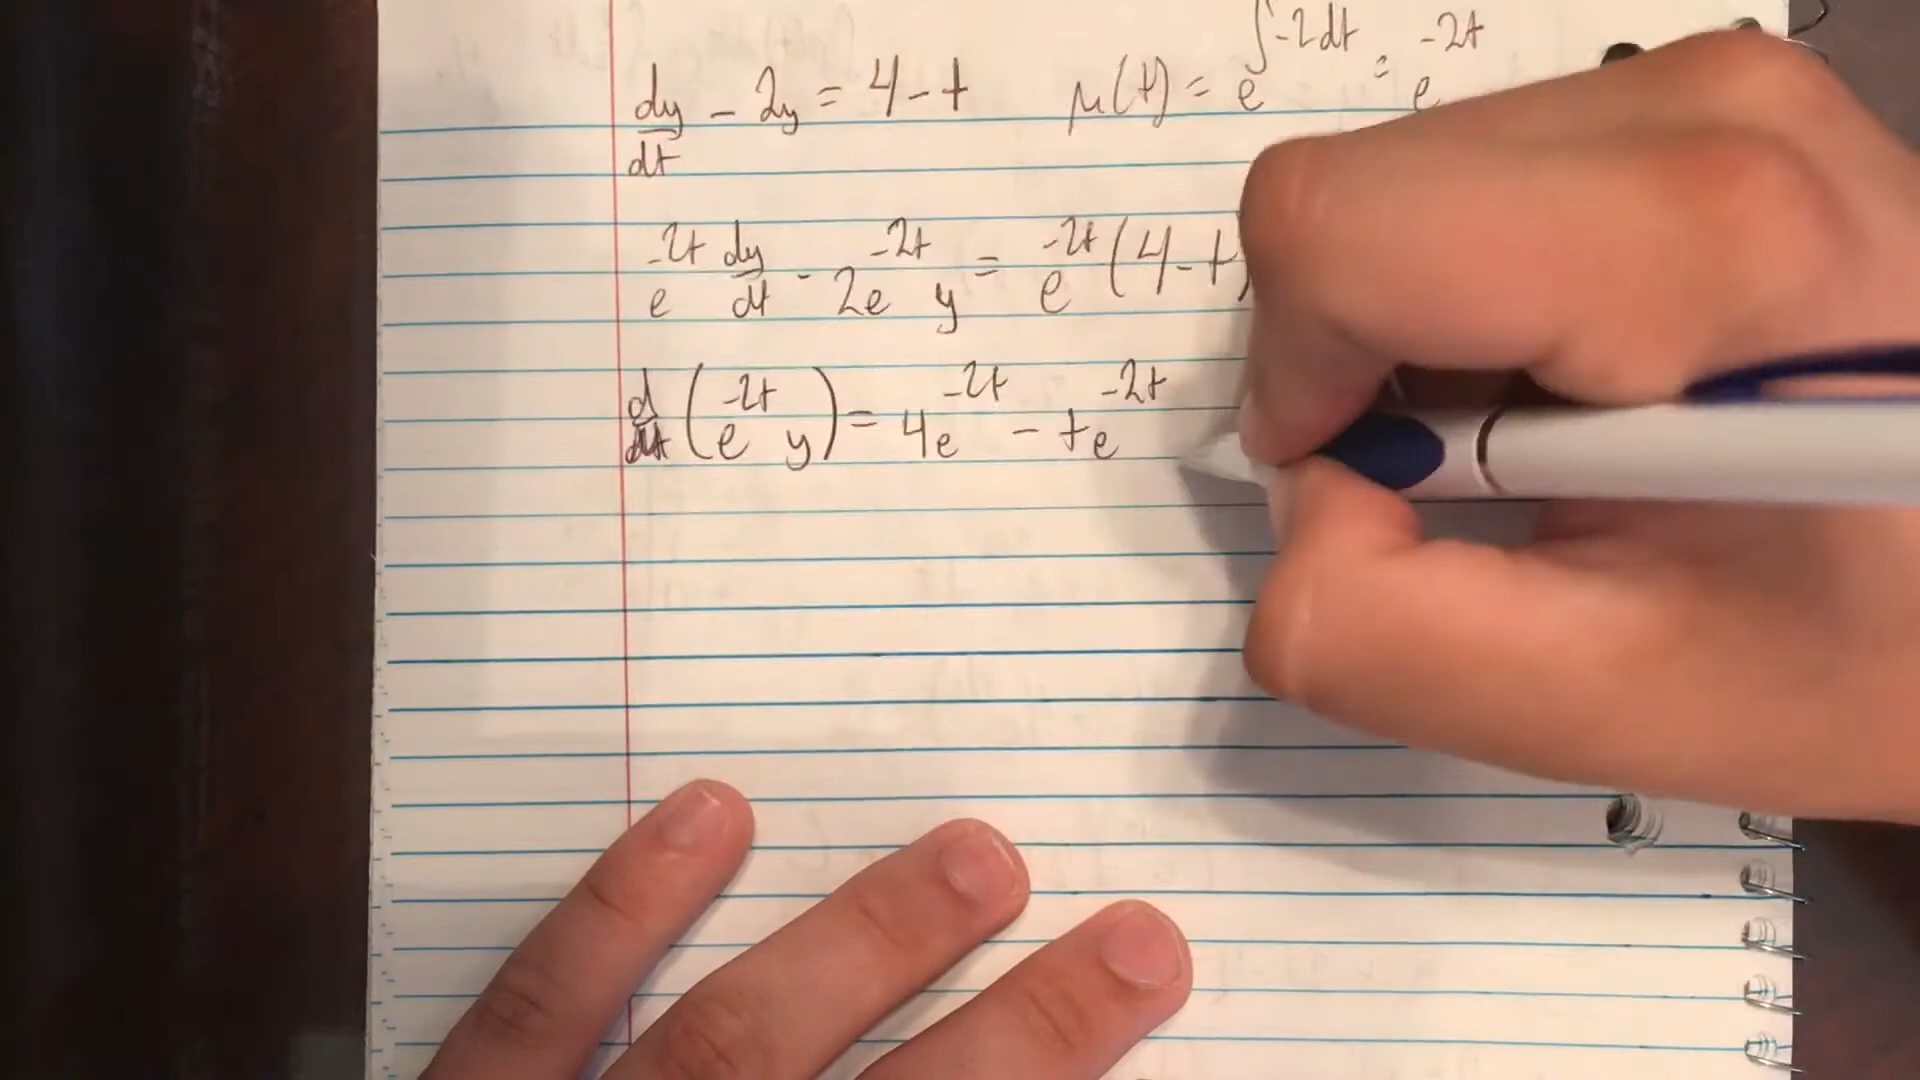 dy/dt - 2y = 4 - t   μ(t) = e^{∫-2dt} = e^{-2t}
e^{-2t} dy/dt - 2e^{-2t} y = e^{-2t} (4 - t)
d/dt (e^{-2t} y) = 4e^{-2t} - te^{-2t}